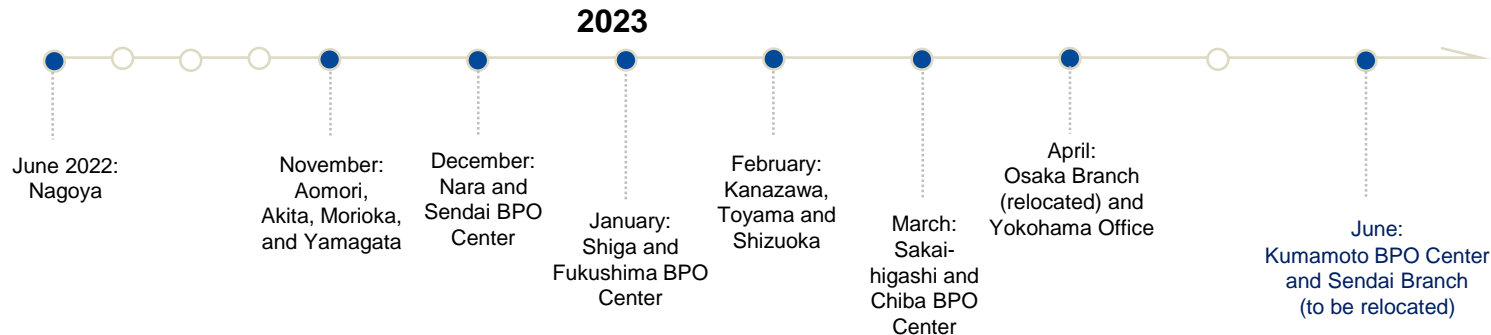 2023
June 2022:
Nagoya
November:
Aomori,
Akita, Morioka,
and Yamagata
December:
Nara and
Sendai BPO
Center
January:
Shiga and
Fukushima BPO
Center
February:
Kanazawa,
Toyama and
Shizuoka
March:
Sakai-
higashi and
Chiba BPO
Center
April:
Osaka Branch
(relocated) and
Yokohama Office
June:
Kumamoto BPO Center
and Sendai Branch
(to be relocated)